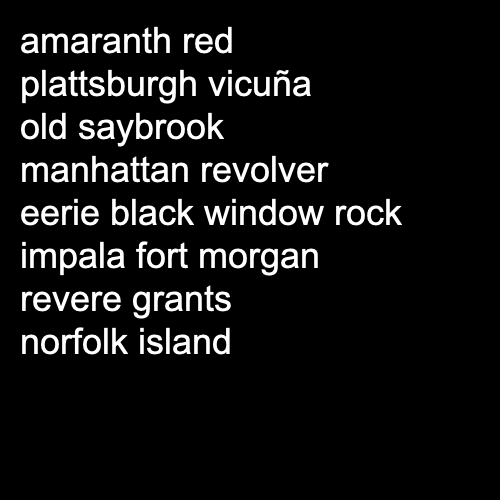 amaranth red
plattsburgh vicuña
old saybrook
manhattan revolver
eerie black window rock
impala fort morgan
revere grants
norfolk island